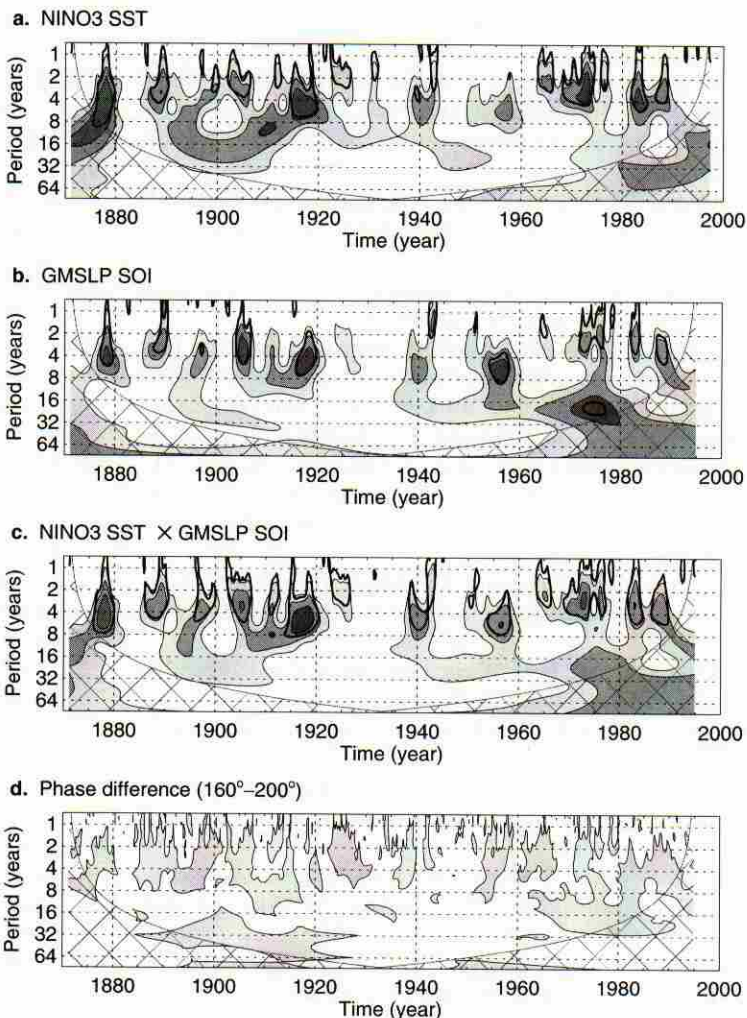 a. NINO3 SST
Period (years)
1
2
4
8
16
32
64
1880 1900 1920 1940 1960 1980 2000
Time (year)
b. GMSLP SOI
Period (years)
1
2
4
8
16
32
64
1880 1900 1920 1940 1960 1980 2000
Time (year)
c. NINO3 SST × GMSLP SOI
Period (years)
1
2
4
8
16
32
64
1880 1900 1920 1940 1960 1980 2000
Time (year)
d. Phase difference (160°–200°)
Period (years)
1
2
4
8
16
32
64
1880 1900 1920 1940 1960 1980 2000
Time (year)